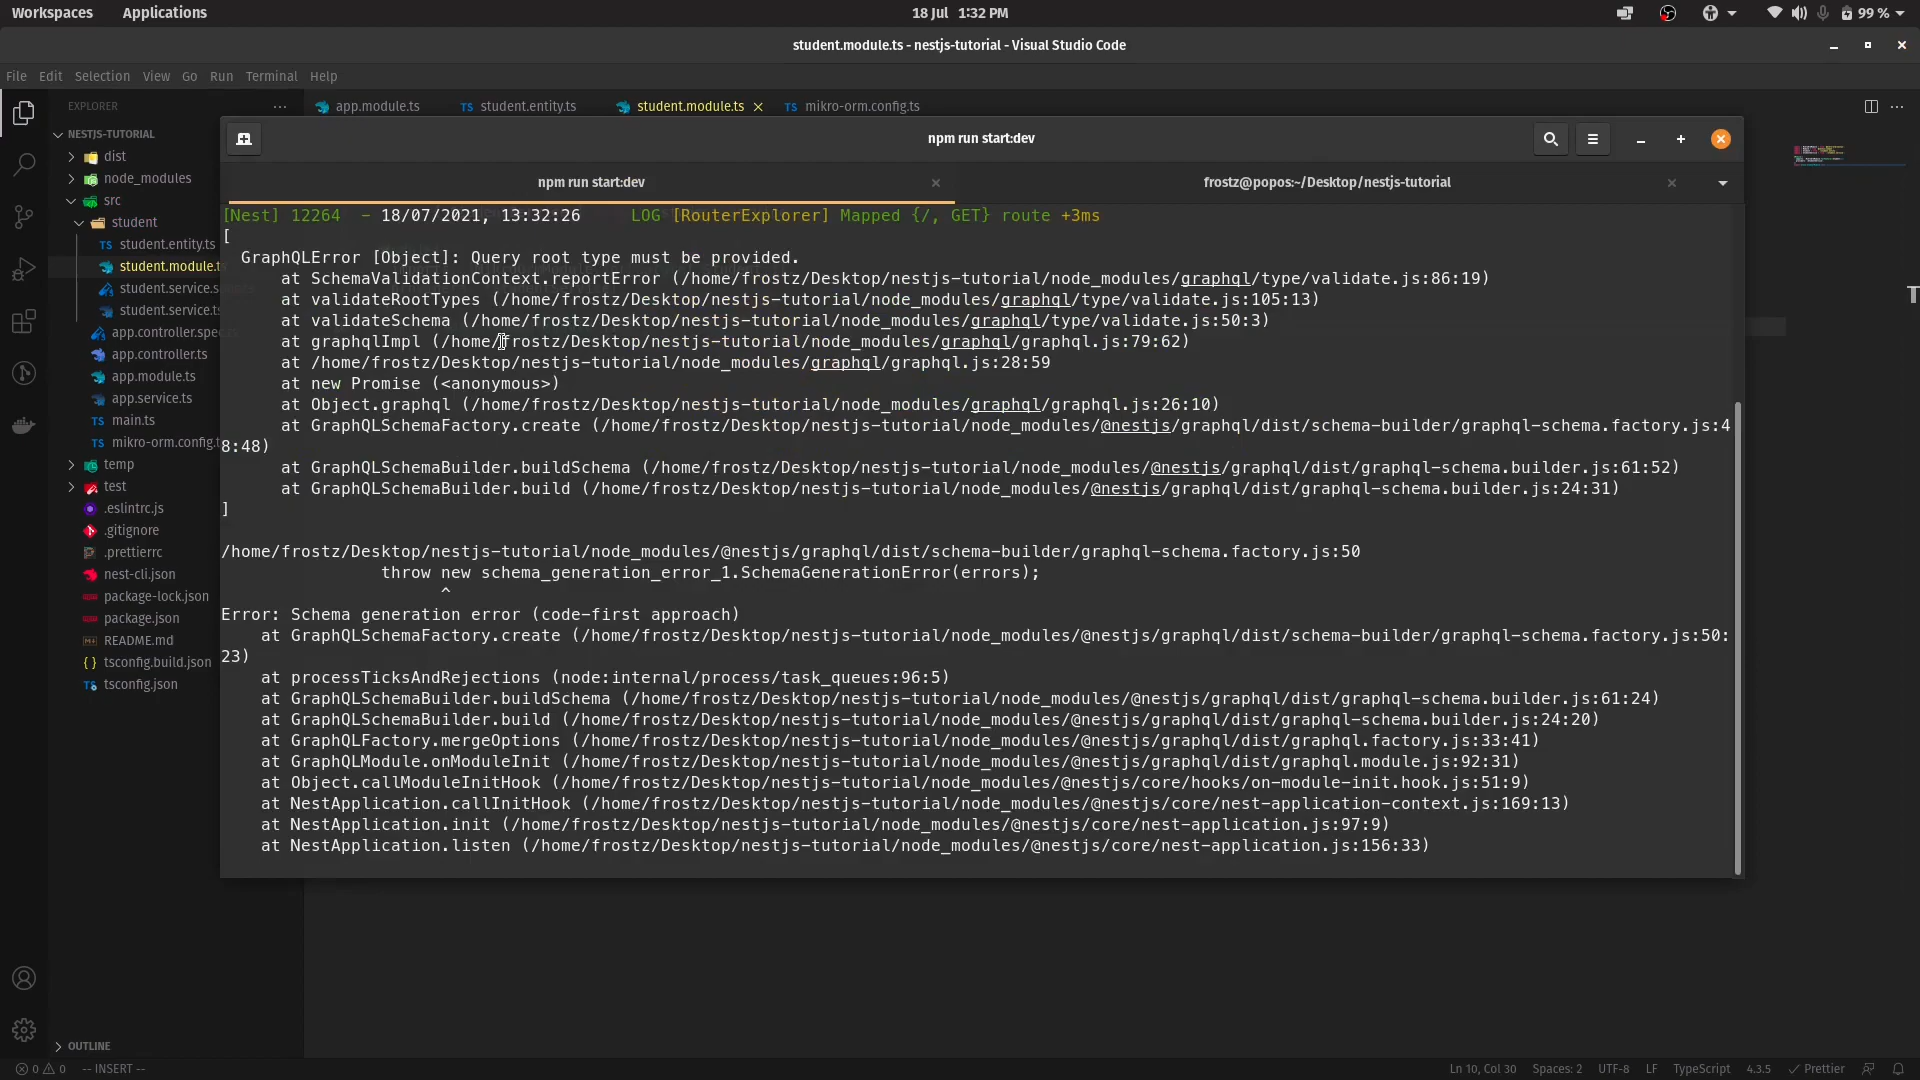 Workspaces Applications 18 Jul 1:32 PM 99 %
student.module.ts - nestjs-tutorial - Visual Studio Code
File Edit Selection View Go Run Terminal Help
EXPLORER
app.module.ts TS student.entity.ts student.module.ts TS mikro-orm.config.ts
NESTJS-TUTORIAL
dist
node_modules
src
student
TS student.entity.ts
student.module.t
student.service.s
student.service.ts
app.controller.spec
app.controller.ts
app.module.ts
app.service.ts
TS main.ts
TS mikro-orm.config.t
temp
test
.eslintrc.js
.gitignore
.prettierrc
nest-cli.json
package-lock.json
package.json
README.md
{ } tsconfig.build.json
tsconfig.json
OUTLINE
npm run start:dev
npm run start:dev frostz@popos:~/Desktop/nestjs-tutorial
[Nest] 12264  - 18/07/2021, 13:32:26     LOG [RouterExplorer] Mapped {/, GET} route +3ms
[
  GraphQLError [Object]: Query root type must be provided.
      at SchemaValidationContext.reportError (/home/frostz/Desktop/nestjs-tutorial/node_modules/graphql/type/validate.js:86:19)
      at validateRootTypes (/home/frostz/Desktop/nestjs-tutorial/node_modules/graphql/type/validate.js:105:13)
      at validateSchema (/home/frostz/Desktop/nestjs-tutorial/node_modules/graphql/type/validate.js:50:3)
      at graphqlImpl (/home/frostz/Desktop/nestjs-tutorial/node_modules/graphql/graphql.js:79:62)
      at /home/frostz/Desktop/nestjs-tutorial/node_modules/graphql/graphql.js:28:59
      at new Promise (<anonymous>)
      at Object.graphql (/home/frostz/Desktop/nestjs-tutorial/node_modules/graphql/graphql.js:26:10)
      at GraphQLSchemaFactory.create (/home/frostz/Desktop/nestjs-tutorial/node_modules/@nestjs/graphql/dist/schema-builder/graphql-schema.factory.js:4
8:48)
      at GraphQLSchemaBuilder.buildSchema (/home/frostz/Desktop/nestjs-tutorial/node_modules/@nestjs/graphql/dist/graphql-schema.builder.js:61:52)
      at GraphQLSchemaBuilder.build (/home/frostz/Desktop/nestjs-tutorial/node_modules/@nestjs/graphql/dist/graphql-schema.builder.js:24:31)
]
/home/frostz/Desktop/nestjs-tutorial/node_modules/@nestjs/graphql/dist/schema-builder/graphql-schema.factory.js:50
                throw new schema_generation_error_1.SchemaGenerationError(errors);
                      ^
Error: Schema generation error (code-first approach)
    at GraphQLSchemaFactory.create (/home/frostz/Desktop/nestjs-tutorial/node_modules/@nestjs/graphql/dist/schema-builder/graphql-schema.factory.js:50:
23)
    at processTicksAndRejections (node:internal/process/task_queues:96:5)
    at GraphQLSchemaBuilder.buildSchema (/home/frostz/Desktop/nestjs-tutorial/node_modules/@nestjs/graphql/dist/graphql-schema.builder.js:61:24)
    at GraphQLSchemaBuilder.build (/home/frostz/Desktop/nestjs-tutorial/node_modules/@nestjs/graphql/dist/graphql-schema.builder.js:24:20)
    at GraphQLFactory.mergeOptions (/home/frostz/Desktop/nestjs-tutorial/node_modules/@nestjs/graphql/dist/graphql.factory.js:33:41)
    at GraphQLModule.onModuleInit (/home/frostz/Desktop/nestjs-tutorial/node_modules/@nestjs/graphql/dist/graphql.module.js:92:31)
    at Object.callModuleInitHook (/home/frostz/Desktop/nestjs-tutorial/node_modules/@nestjs/core/hooks/on-module-init.hook.js:51:9)
    at NestApplication.callInitHook (/home/frostz/Desktop/nestjs-tutorial/node_modules/@nestjs/core/nest-application-context.js:169:13)
    at NestApplication.init (/home/frostz/Desktop/nestjs-tutorial/node_modules/@nestjs/core/nest-application.js:97:9)
    at NestApplication.listen (/home/frostz/Desktop/nestjs-tutorial/node_modules/@nestjs/core/nest-application.js:156:33)
0 0 -- INSERT -- Ln 10, Col 30 Spaces: 2 UTF-8 LF TypeScript 4.3.5 Prettier